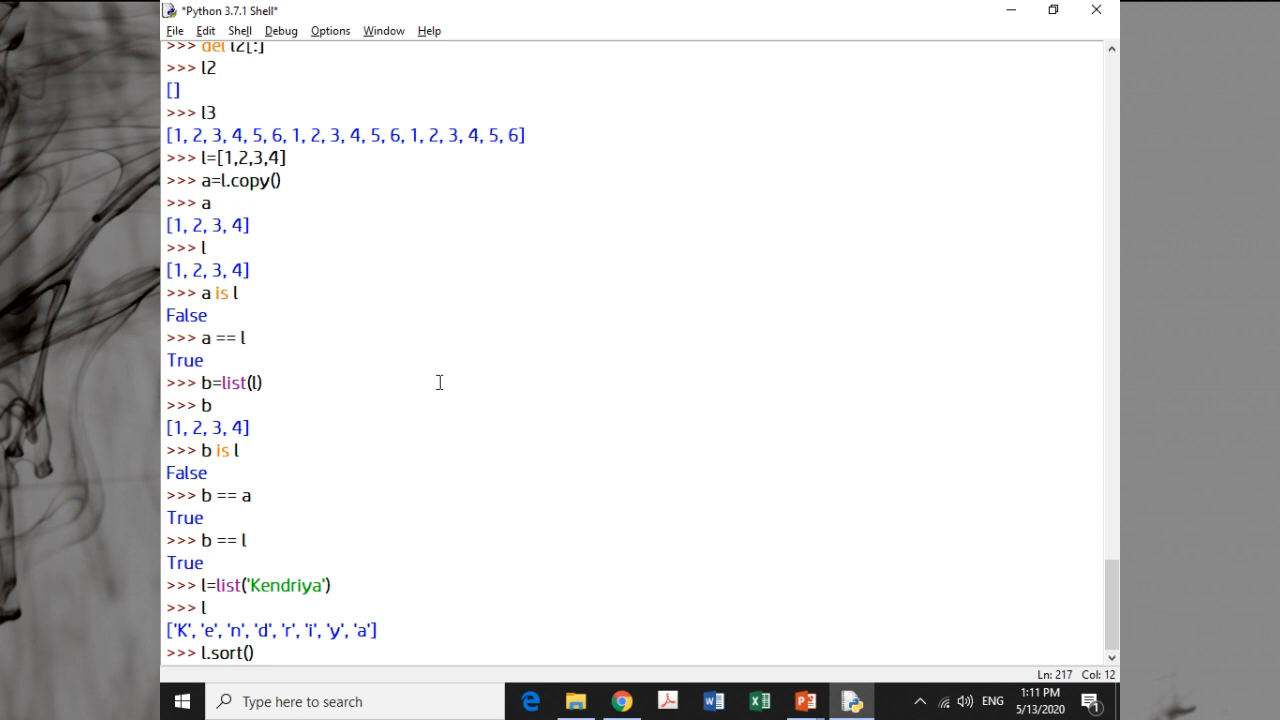 *Python 3.7.1 Shell*
File Edit Shell Debug Options Window Help
>>> del l2[:]
>>> l2
[]
>>> l3
[1, 2, 3, 4, 5, 6, 1, 2, 3, 4, 5, 6, 1, 2, 3, 4, 5, 6]
>>> l=[1,2,3,4]
>>> a=l.copy()
>>> a
[1, 2, 3, 4]
>>> l
[1, 2, 3, 4]
>>> a is l
False
>>> a == l
True
>>> b=list(l)
>>> b
[1, 2, 3, 4]
>>> b is l
False
>>> b == a
True
>>> b == l
True
>>> l=list('Kendriya')
>>> l
['K', 'e', 'n', 'd', 'r', 'i', 'y', 'a']
>>> l.sort()
Ln: 217 Col: 12
Type here to search
ENG
1:11 PM
5/13/2020
1